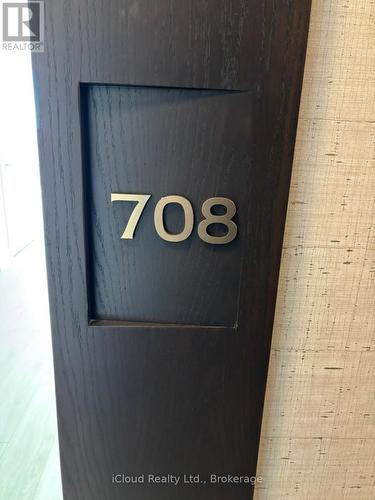 R
REALTOR®
708
iCloud Realty Ltd., Brokerage